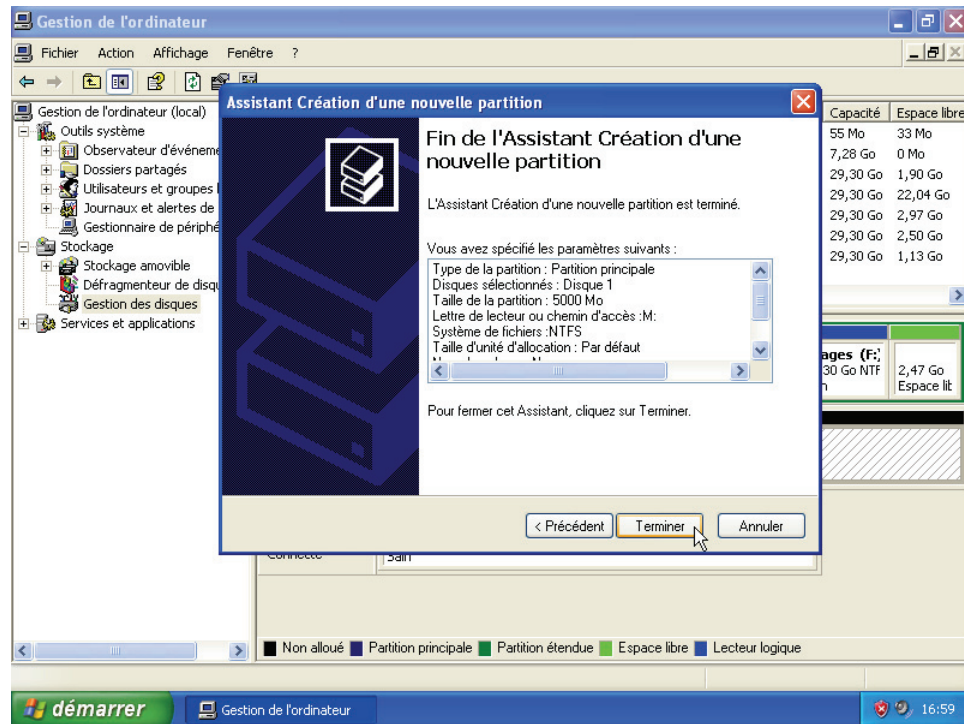 Gestion de l'ordinateur
Fichier Action Affichage Fenêtre ?
Gestion de l'ordinateur (local)
Outils système
Observateur d'événeme
Dossiers partagés
Utilisateurs et groupes l
Journaux et alertes de
Gestionnaire de périphé
Stockage
Stockage amovible
Défragmenteur de disqu
Gestion des disques
Services et applications
Assistant Création d'une nouvelle partition
Fin de l'Assistant Création d'une
nouvelle partition
L'Assistant Création d'une nouvelle partition est terminé.
Vous avez spécifié les paramètres suivants :
Type de la partition : Partition principale
Disques sélectionnés : Disque 1
Taille de la partition : 5000 Mo
Lettre de lecteur ou chemin d'accès :M:
Système de fichiers :NTFS
Taille d'unité d'allocation : Par défaut
Pour fermer cet Assistant, cliquez sur Terminer.
< Précédent Terminer Annuler
Capacité Espace libre
55 Mo 33 Mo
7,28 Go 0 Mo
29,30 Go 1,90 Go
29,30 Go 22,04 Go
29,30 Go 2,97 Go
29,30 Go 2,50 Go
29,30 Go 1,13 Go
ages (F:)
30 Go NTF
n
2,47 Go
Espace lib
Connecté
Sain
Non alloué Partition principale Partition étendue Espace libre Lecteur logique
démarrer Gestion de l'ordinateur 16:59